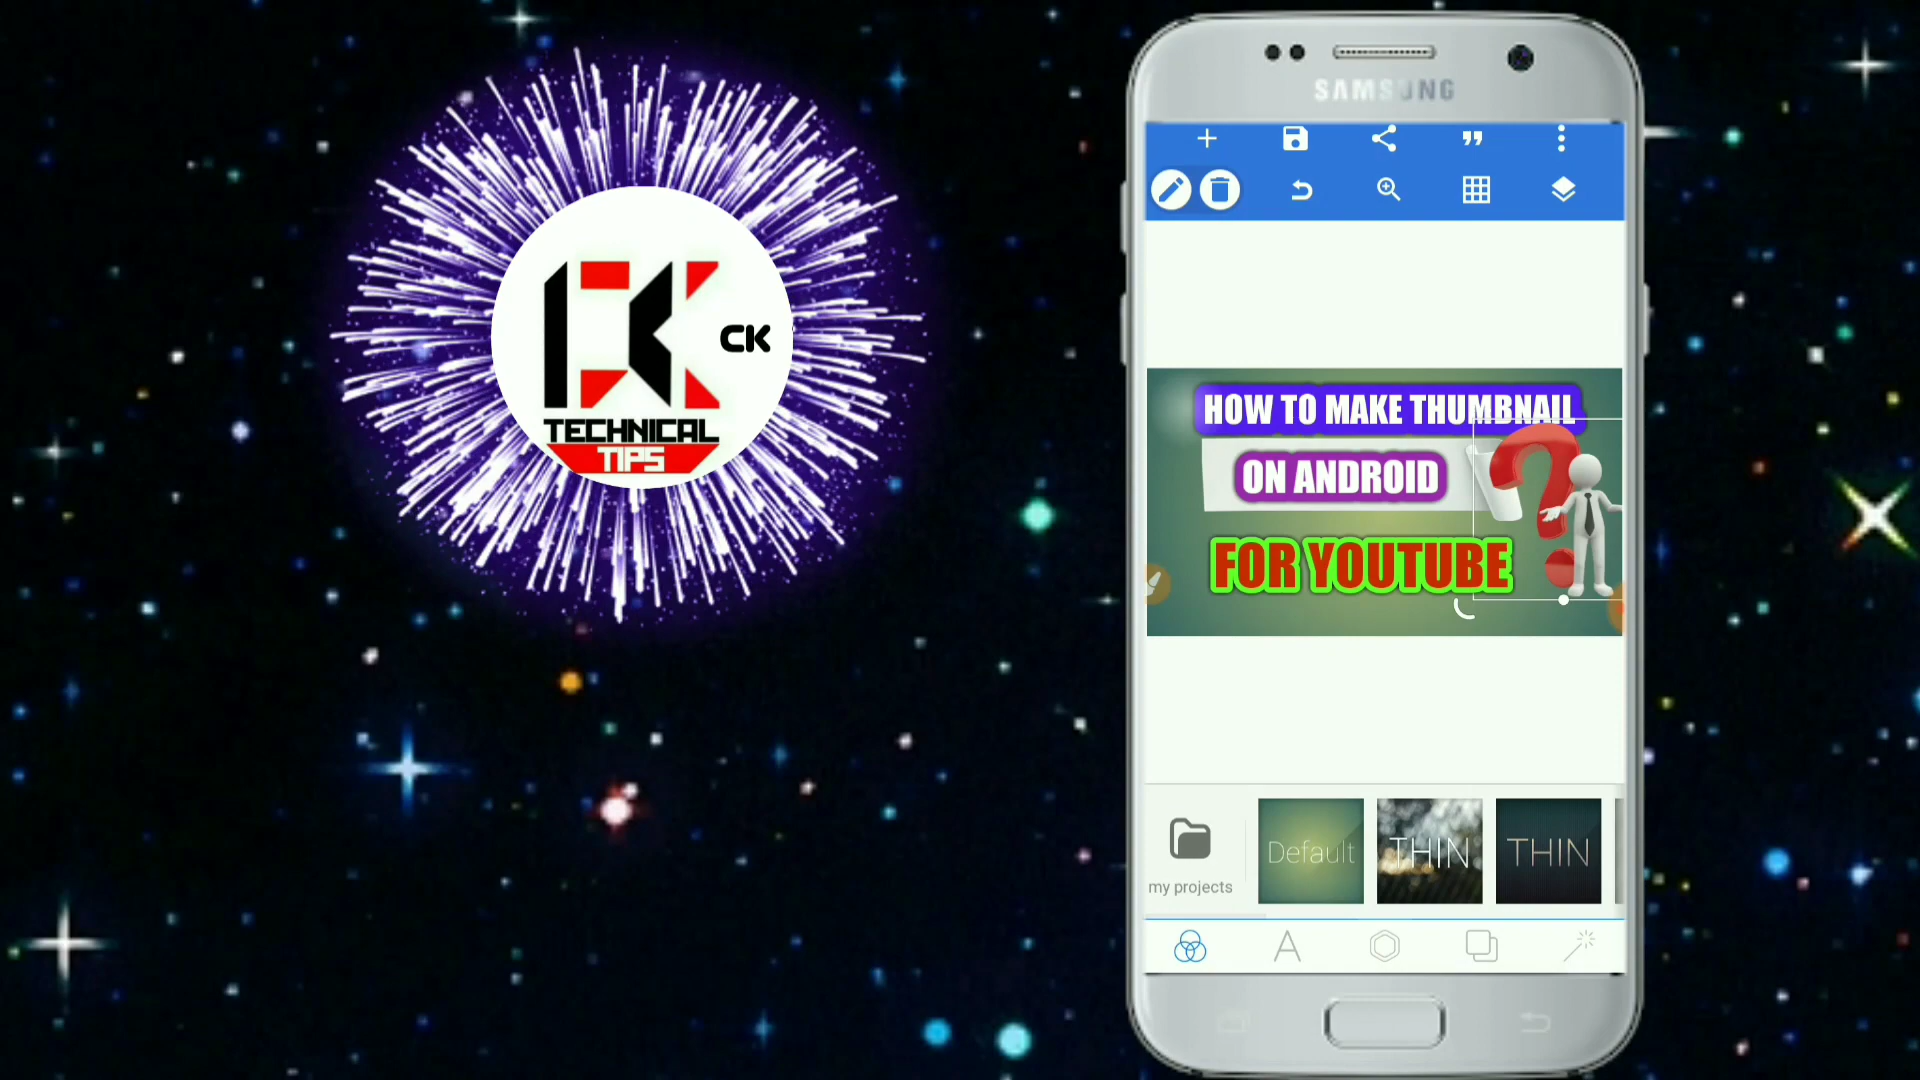 CK
TECHNICAL
TIPS
SAMSUNG
HOW TO MAKE THUMBNAIL
ON ANDROID
FOR YOUTUBE
my projects
Default
THIN
THIN